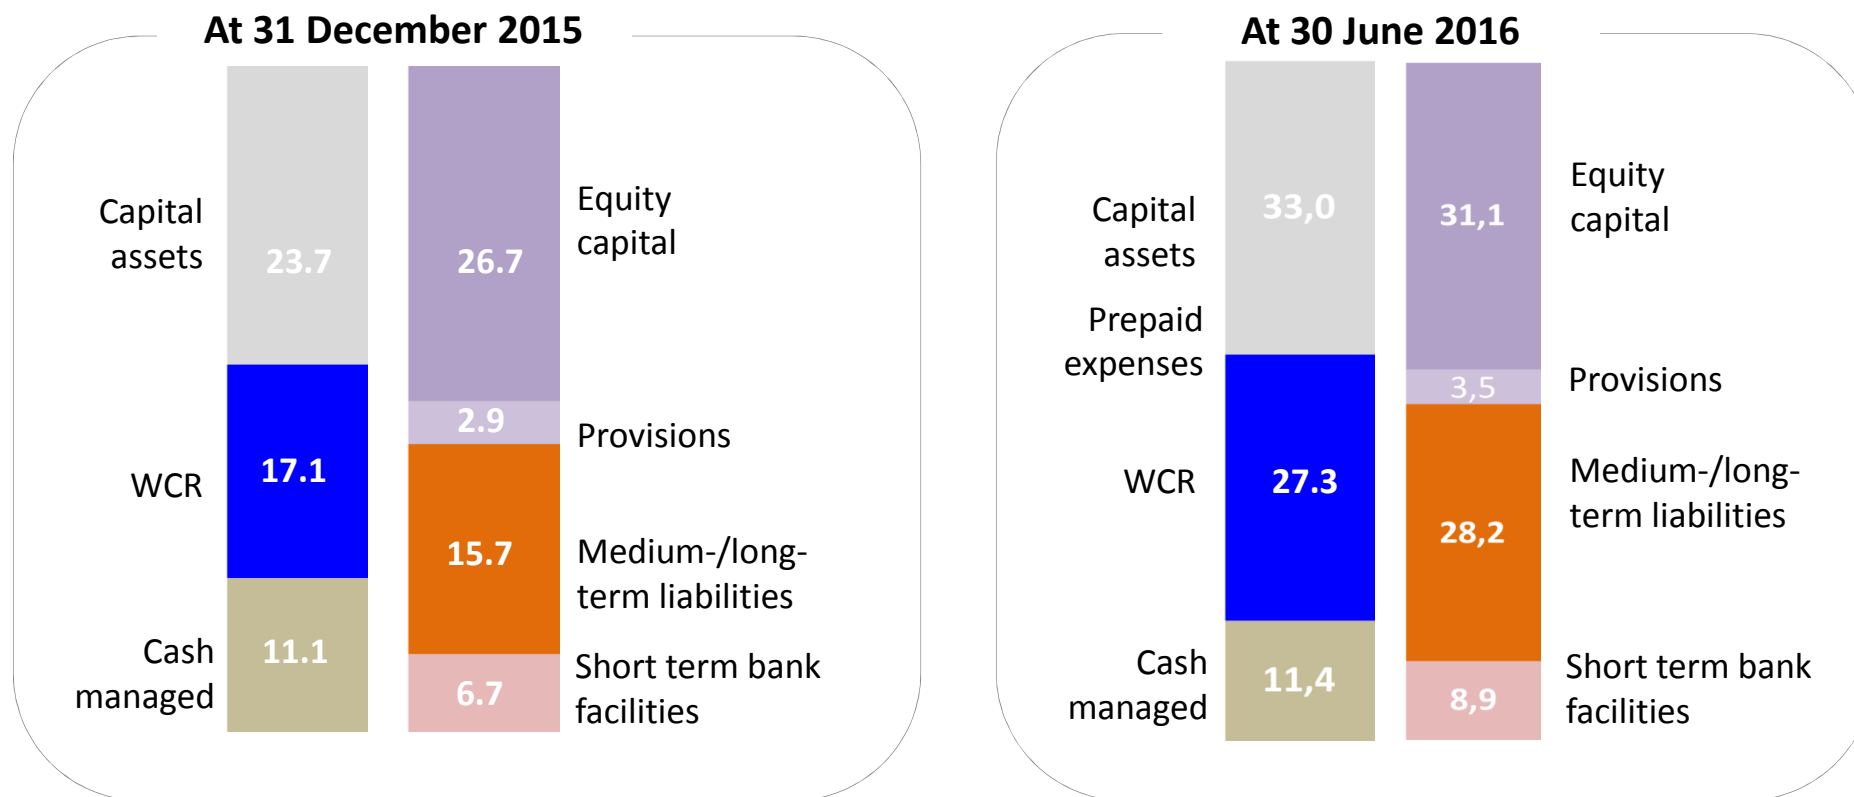 At 31 December 2015
Capital
assets
23.7
WCR
17.1
Cash
managed
11.1
26.7
Equity
capital
2.9
Provisions
15.7
Medium-/long-
term liabilities
6.7
Short term bank
facilities
At 30 June 2016
Capital
assets
33,0
Prepaid
expenses
WCR
27.3
Cash
managed
11,4
31,1
Equity
capital
3,5
Provisions
28,2
Medium-/long-
term liabilities
8,9
Short term bank
facilities